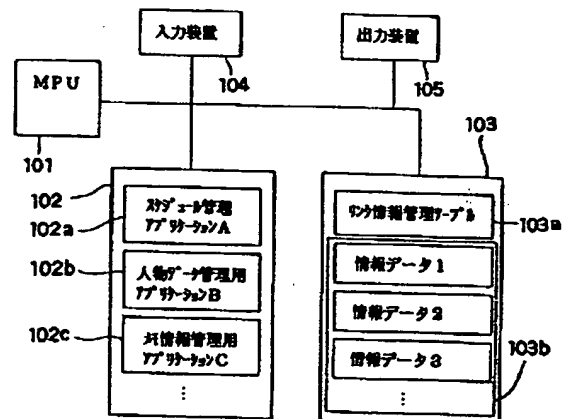 入力装置
104
出力装置
105
MPU
101
102
スケジュール管理
アプリケーションA
102a
人物データ管理用
アプリケーションB
102b
メモ情報管理用
アプリケーションC
102c
⋮
103
リンク情報管理テーブル
103a
情報データ1
情報データ2
情報データ3
⋮
103b